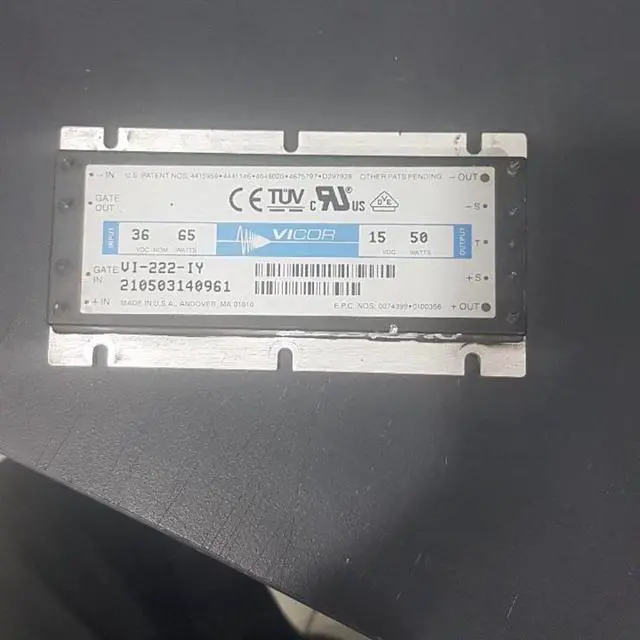 U.S. PATENT NOS. 4415959•4441146•4648020•4675797•D297928 OTHER PATS PENDING.
- IN
- OUT
GATE OUT
CE TÜV c RU US
- S
INPUT 36 65 VICOR 15 50 OUTPUT
VDC NOM WATTS VDC WATTS
T
GATE IN
VI-222-IY
210503140961
+ S
+ IN
MADE IN U.S.A., ANDOVER, MA 01810
E.P.C. NOS: 0074399•0100356
+ OUT